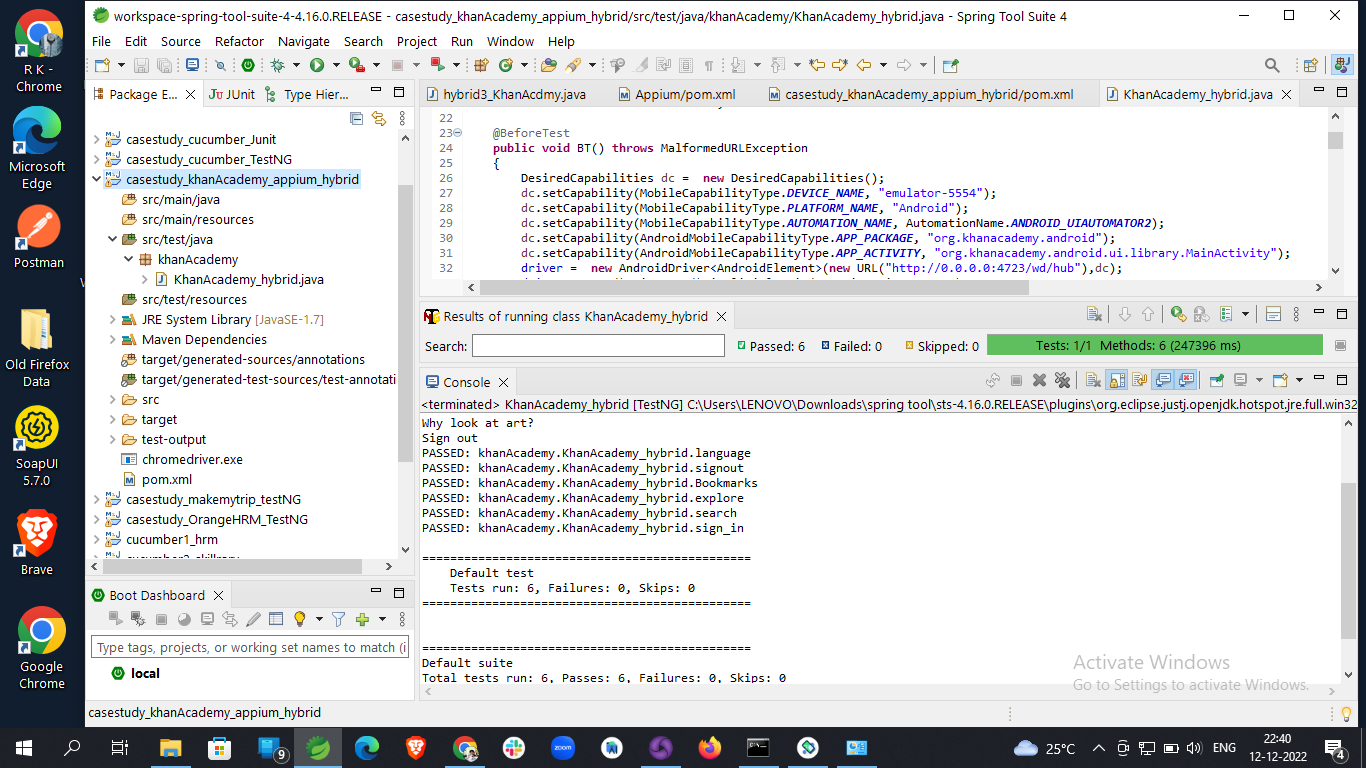 R K -
Chrome
Microsoft
Edge
Postman
Old Firefox
Data
SoapUI
5.7.0
Brave
Google
Chrome
workspace-spring-tool-suite-4-4.16.0.RELEASE - casestudy_khanAcademy_appium_hybrid/src/test/java/khanAcademy/KhanAcademy_hybrid.java - Spring Tool Suite 4
File Edit Source Refactor Navigate Search Project Run Window Help
Package E... JUnit Type Hier...
casestudy_cucumber_Junit
casestudy_cucumber_TestNG
casestudy_khanAcademy_appium_hybrid
src/main/java
src/main/resources
src/test/java
khanAcademy
KhanAcademy_hybrid.java
src/test/resources
JRE System Library [JavaSE-1.7]
Maven Dependencies
target/generated-sources/annotations
target/generated-test-sources/test-annotati
src
target
test-output
chromedriver.exe
pom.xml
casestudy_makemytrip_testNG
casestudy_OrangeHRM_TestNG
cucumber1_hrm
Boot Dashboard
Type tags, projects, or working set names to match (i
local
hybrid3_KhanAcdmy.java Appium/pom.xml casestudy_khanAcademy_appium_hybrid/pom.xml KhanAcademy_hybrid.java
22
23 @BeforeTest
24 public void BT() throws MalformedURLException
25 {
26 DesiredCapabilities dc = new DesiredCapabilities();
27 dc.setCapability(MobileCapabilityType.DEVICE_NAME, "emulator-5554");
28 dc.setCapability(MobileCapabilityType.PLATFORM_NAME, "Android");
29 dc.setCapability(MobileCapabilityType.AUTOMATION_NAME, AutomationName.ANDROID_UIAUTOMATOR2);
30 dc.setCapability(AndroidMobileCapabilityType.APP_PACKAGE, "org.khanacademy.android");
31 dc.setCapability(AndroidMobileCapabilityType.APP_ACTIVITY, "org.khanacademy.android.ui.library.MainActivity");
32 driver = new AndroidDriver<AndroidElement>(new URL("http://0.0.0.0:4723/wd/hub"),dc);
Results of running class KhanAcademy_hybrid
Search: Passed: 6 Failed: 0 Skipped: 0 Tests: 1/1 Methods: 6 (247396 ms)
Console
<terminated> KhanAcademy_hybrid [TestNG] C:\Users\LENOVO\Downloads\spring tool\sts-4.16.0.RELEASE\plugins\org.eclipse.justj.openjdk.hotspot.jre.full.win32
Why look at art?
Sign out
PASSED: khanAcademy.KhanAcademy_hybrid.language
PASSED: khanAcademy.KhanAcademy_hybrid.signout
PASSED: khanAcademy.KhanAcademy_hybrid.Bookmarks
PASSED: khanAcademy.KhanAcademy_hybrid.explore
PASSED: khanAcademy.KhanAcademy_hybrid.search
PASSED: khanAcademy.KhanAcademy_hybrid.sign_in
===============================================
Default test
Tests run: 6, Failures: 0, Skips: 0
===============================================
===============================================
Default suite
Total tests run: 6, Passes: 6, Failures: 0, Skips: 0
Activate Windows
Go to Settings to activate Windows.
casestudy_khanAcademy_appium_hybrid
9
zoom
25°C
ENG
22:40
12-12-2022
4